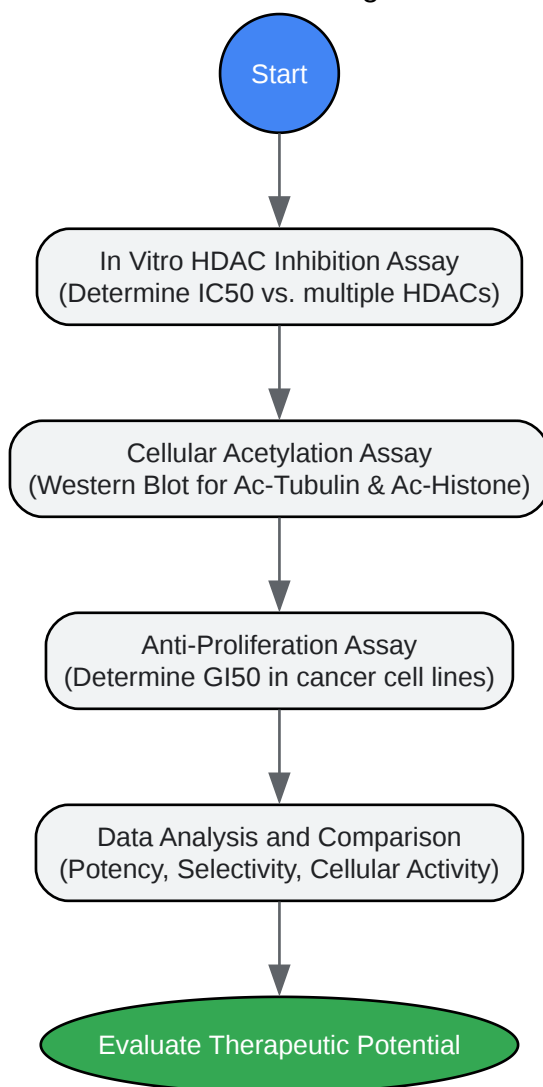 Start
In Vitro HDAC Inhibition Assay
(Determine IC50 vs. multiple HDACs)
Cellular Acetylation Assay
(Western Blot for Ac-Tubulin & Ac-Histone)
Anti-Proliferation Assay
(Determine GI50 in cancer cell lines)
Data Analysis and Comparison
(Potency, Selectivity, Cellular Activity)
Evaluate Therapeutic Potential